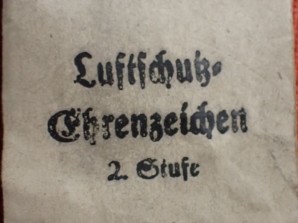 Luftschutz-
Ehrenzeichen
2. Stufe